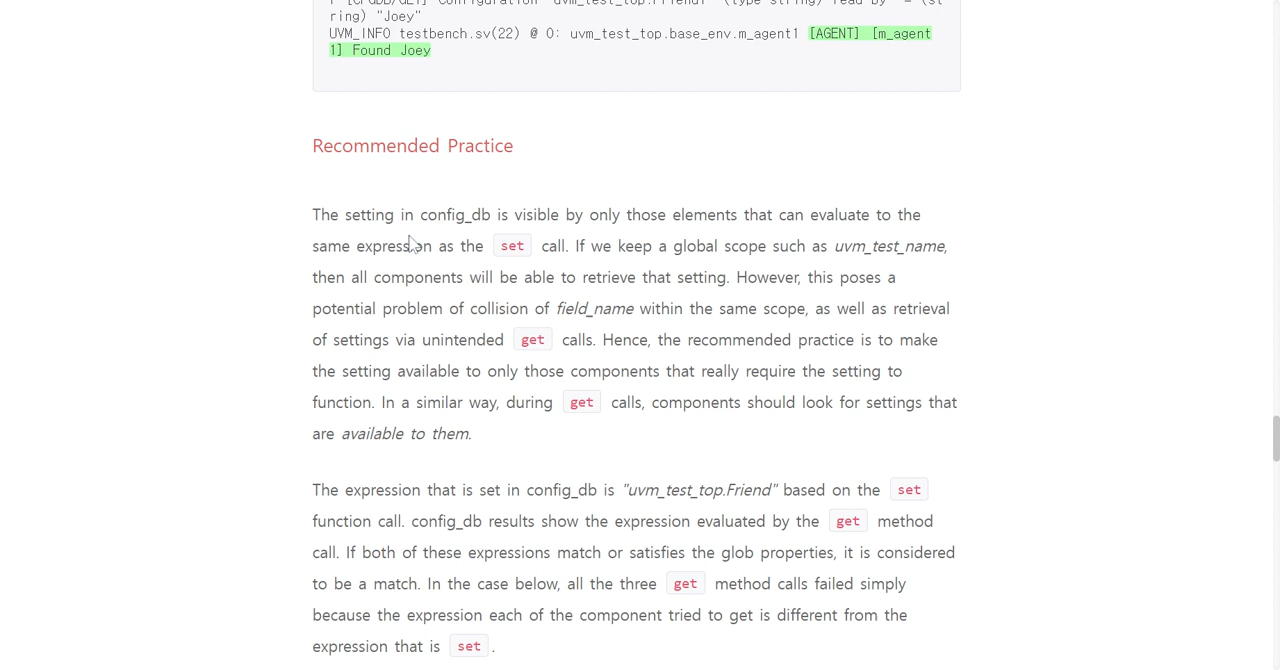 ring) "Joey"
UVM_INFO testbench.sv(22) @ 0: uvm_test_top.base_env.m_agent1 [AGENT] [m_agent
1] Found Joey
Recommended Practice
The setting in config_db is visible by only those elements that can evaluate to the
same expression as the set call. If we keep a global scope such as uvm_test_name,
then all components will be able to retrieve that setting. However, this poses a
potential problem of collision of field_name within the same scope, as well as retrieval
of settings via unintended get calls. Hence, the recommended practice is to make
the setting available to only those components that really require the setting to
function. In a similar way, during get calls, components should look for settings that
are available to them.
The expression that is set in config_db is "uvm_test_top.Friend" based on the set
function call. config_db results show the expression evaluated by the get method
call. If both of these expressions match or satisfies the glob properties, it is considered
to be a match. In the case below, all the three get method calls failed simply
because the expression each of the component tried to get is different from the
expression that is set.